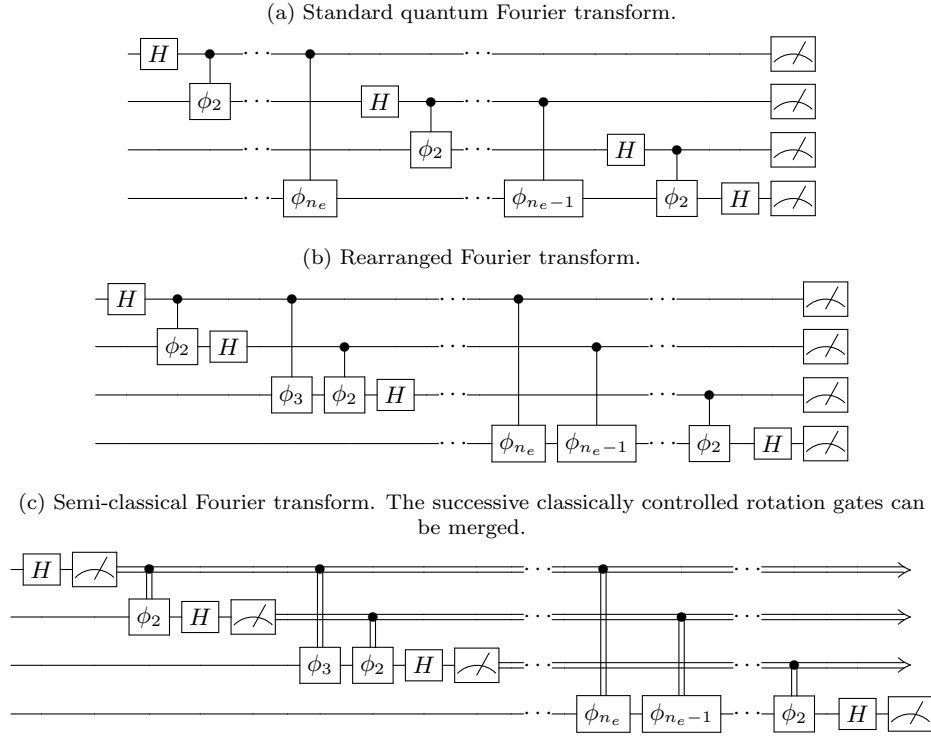 (a) Standard quantum Fourier transform.
H
ϕ₂ ··· H ···
ϕ₂ H
ϕₙₑ ϕₙₑ₋₁ ϕ₂ H
(b) Rearranged Fourier transform.
H ··· ···
ϕ₂ H ··· ···
ϕ₃ ϕ₂ H ··· ···
··· ϕₙₑ ϕₙₑ₋₁ ··· ϕ₂ H
(c) Semi-classical Fourier transform. The successive classically controlled rotation gates can
be merged.
H ··· ···
ϕ₂ H ··· ···
ϕ₃ ϕ₂ H ··· ···
··· ϕₙₑ ϕₙₑ₋₁ ··· ϕ₂ H